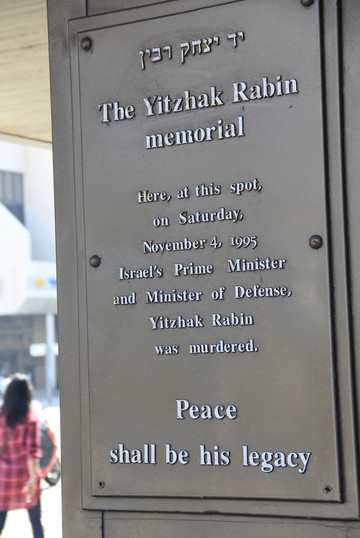 יד יצחק רבין
The Yitzhak Rabin
memorial
Here, at this spot,
on Saturday,
November 4, 1995
Israel's Prime Minister
and Minister of Defense,
Yitzhak Rabin
was murdered.
Peace
shall be his legacy